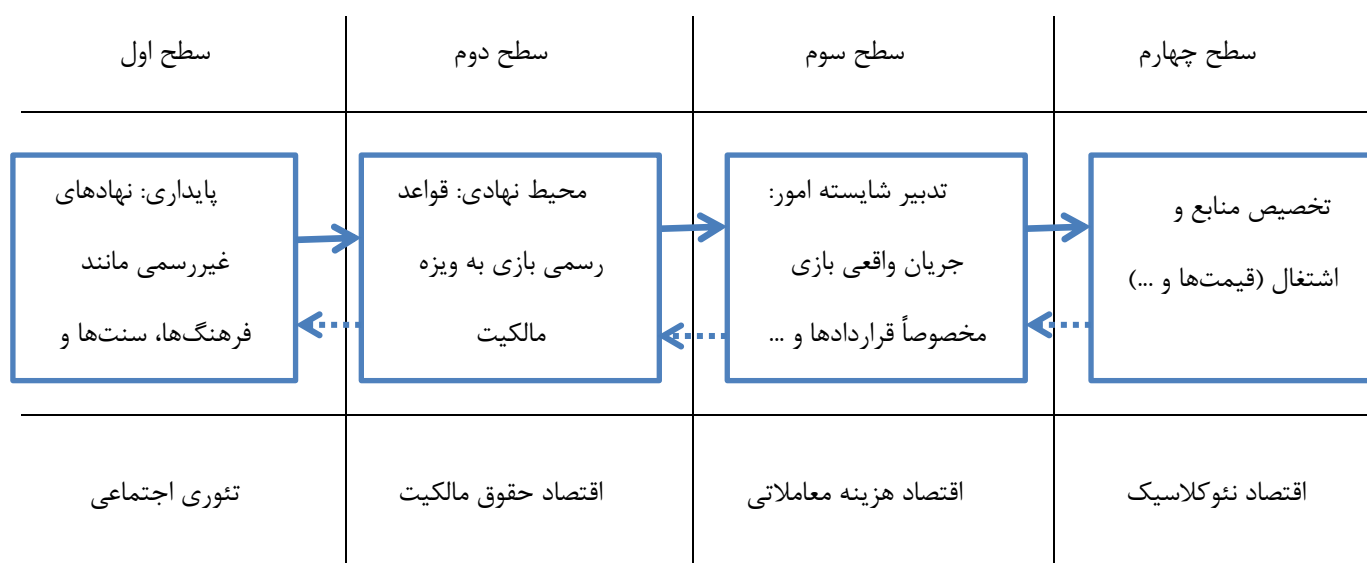 سطح اول
سطح دوم
سطح سوم
سطح چهارم
پایداری: نهادهای
غیررسمی مانند
فرهنگ‌ها، سنت‌ها و
محیط نهادی: قواعد
رسمی بازی به ویزه
مالکیت
تدبیر شایسته امور:
جریان واقعی بازی
مخصوصاً قراردادها و ...
تخصیص منابع و
اشتغال (قیمت‌ها و ...)
تئوری اجتماعی
اقتصاد حقوق مالکیت
اقتصاد هزینه معاملاتی
اقتصاد نئوکلاسیک